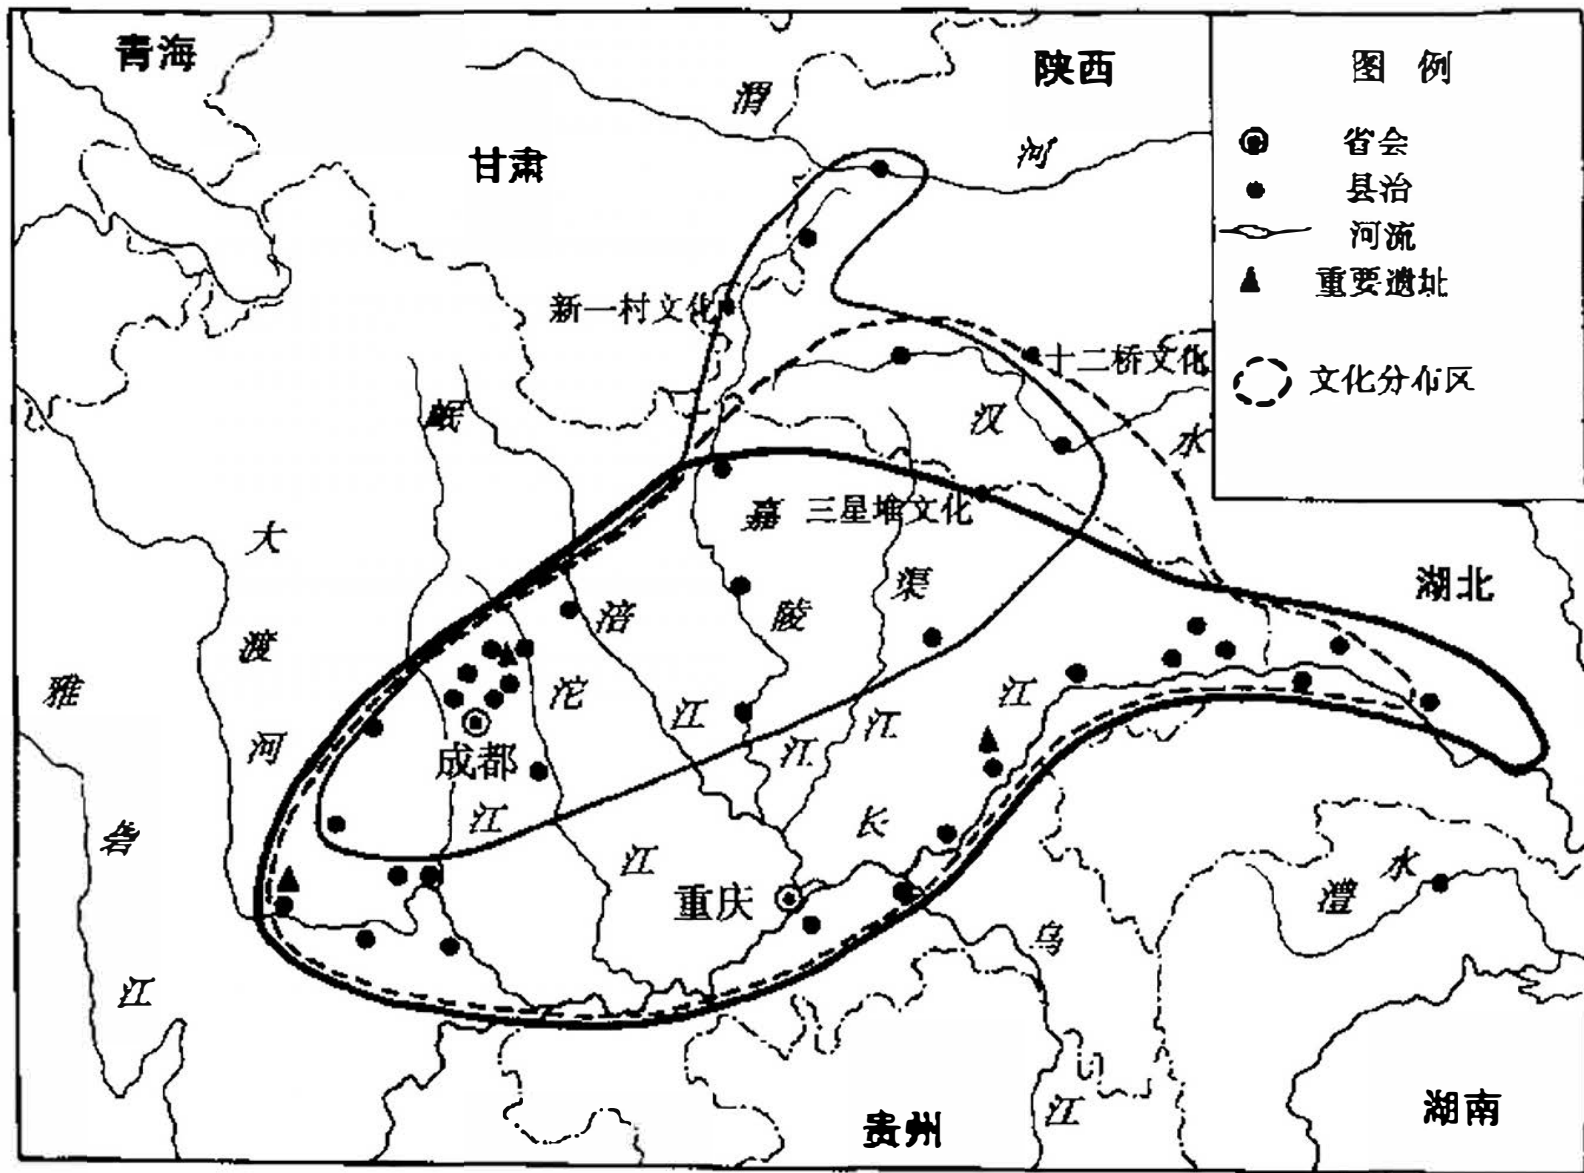 青海
陕西
甘肃
渭
河
图 例
省会
县治
河流
重要遗址
文化分布区
新一村文化
十二桥文化
岷
汉
水
大
渡
河
嘉
陵
江
三星堆文化
渠
江
湖北
涪
江
沱
江
雅
砻
江
成都
江
江
长
重庆
乌
江
澧
水
贵州
湖南